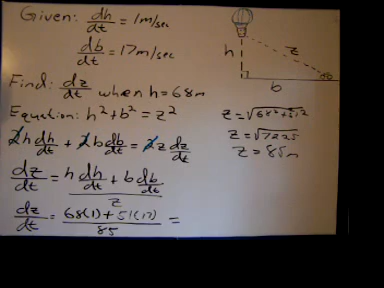 Given: dh/dt = 1m/sec
db/dt = 17m/sec
Find: dz/dt when h = 68m
Equation: h² + b² = z²
2h dh/dt + 2b db/dt = 2z dz/dt
dz/dt = (h dh/dt + b db/dt)/z
dz/dt = (68(1) + 51(17))/85 =
h
z
b
z = √(68² + 51²)
z = √7225
z = 85m